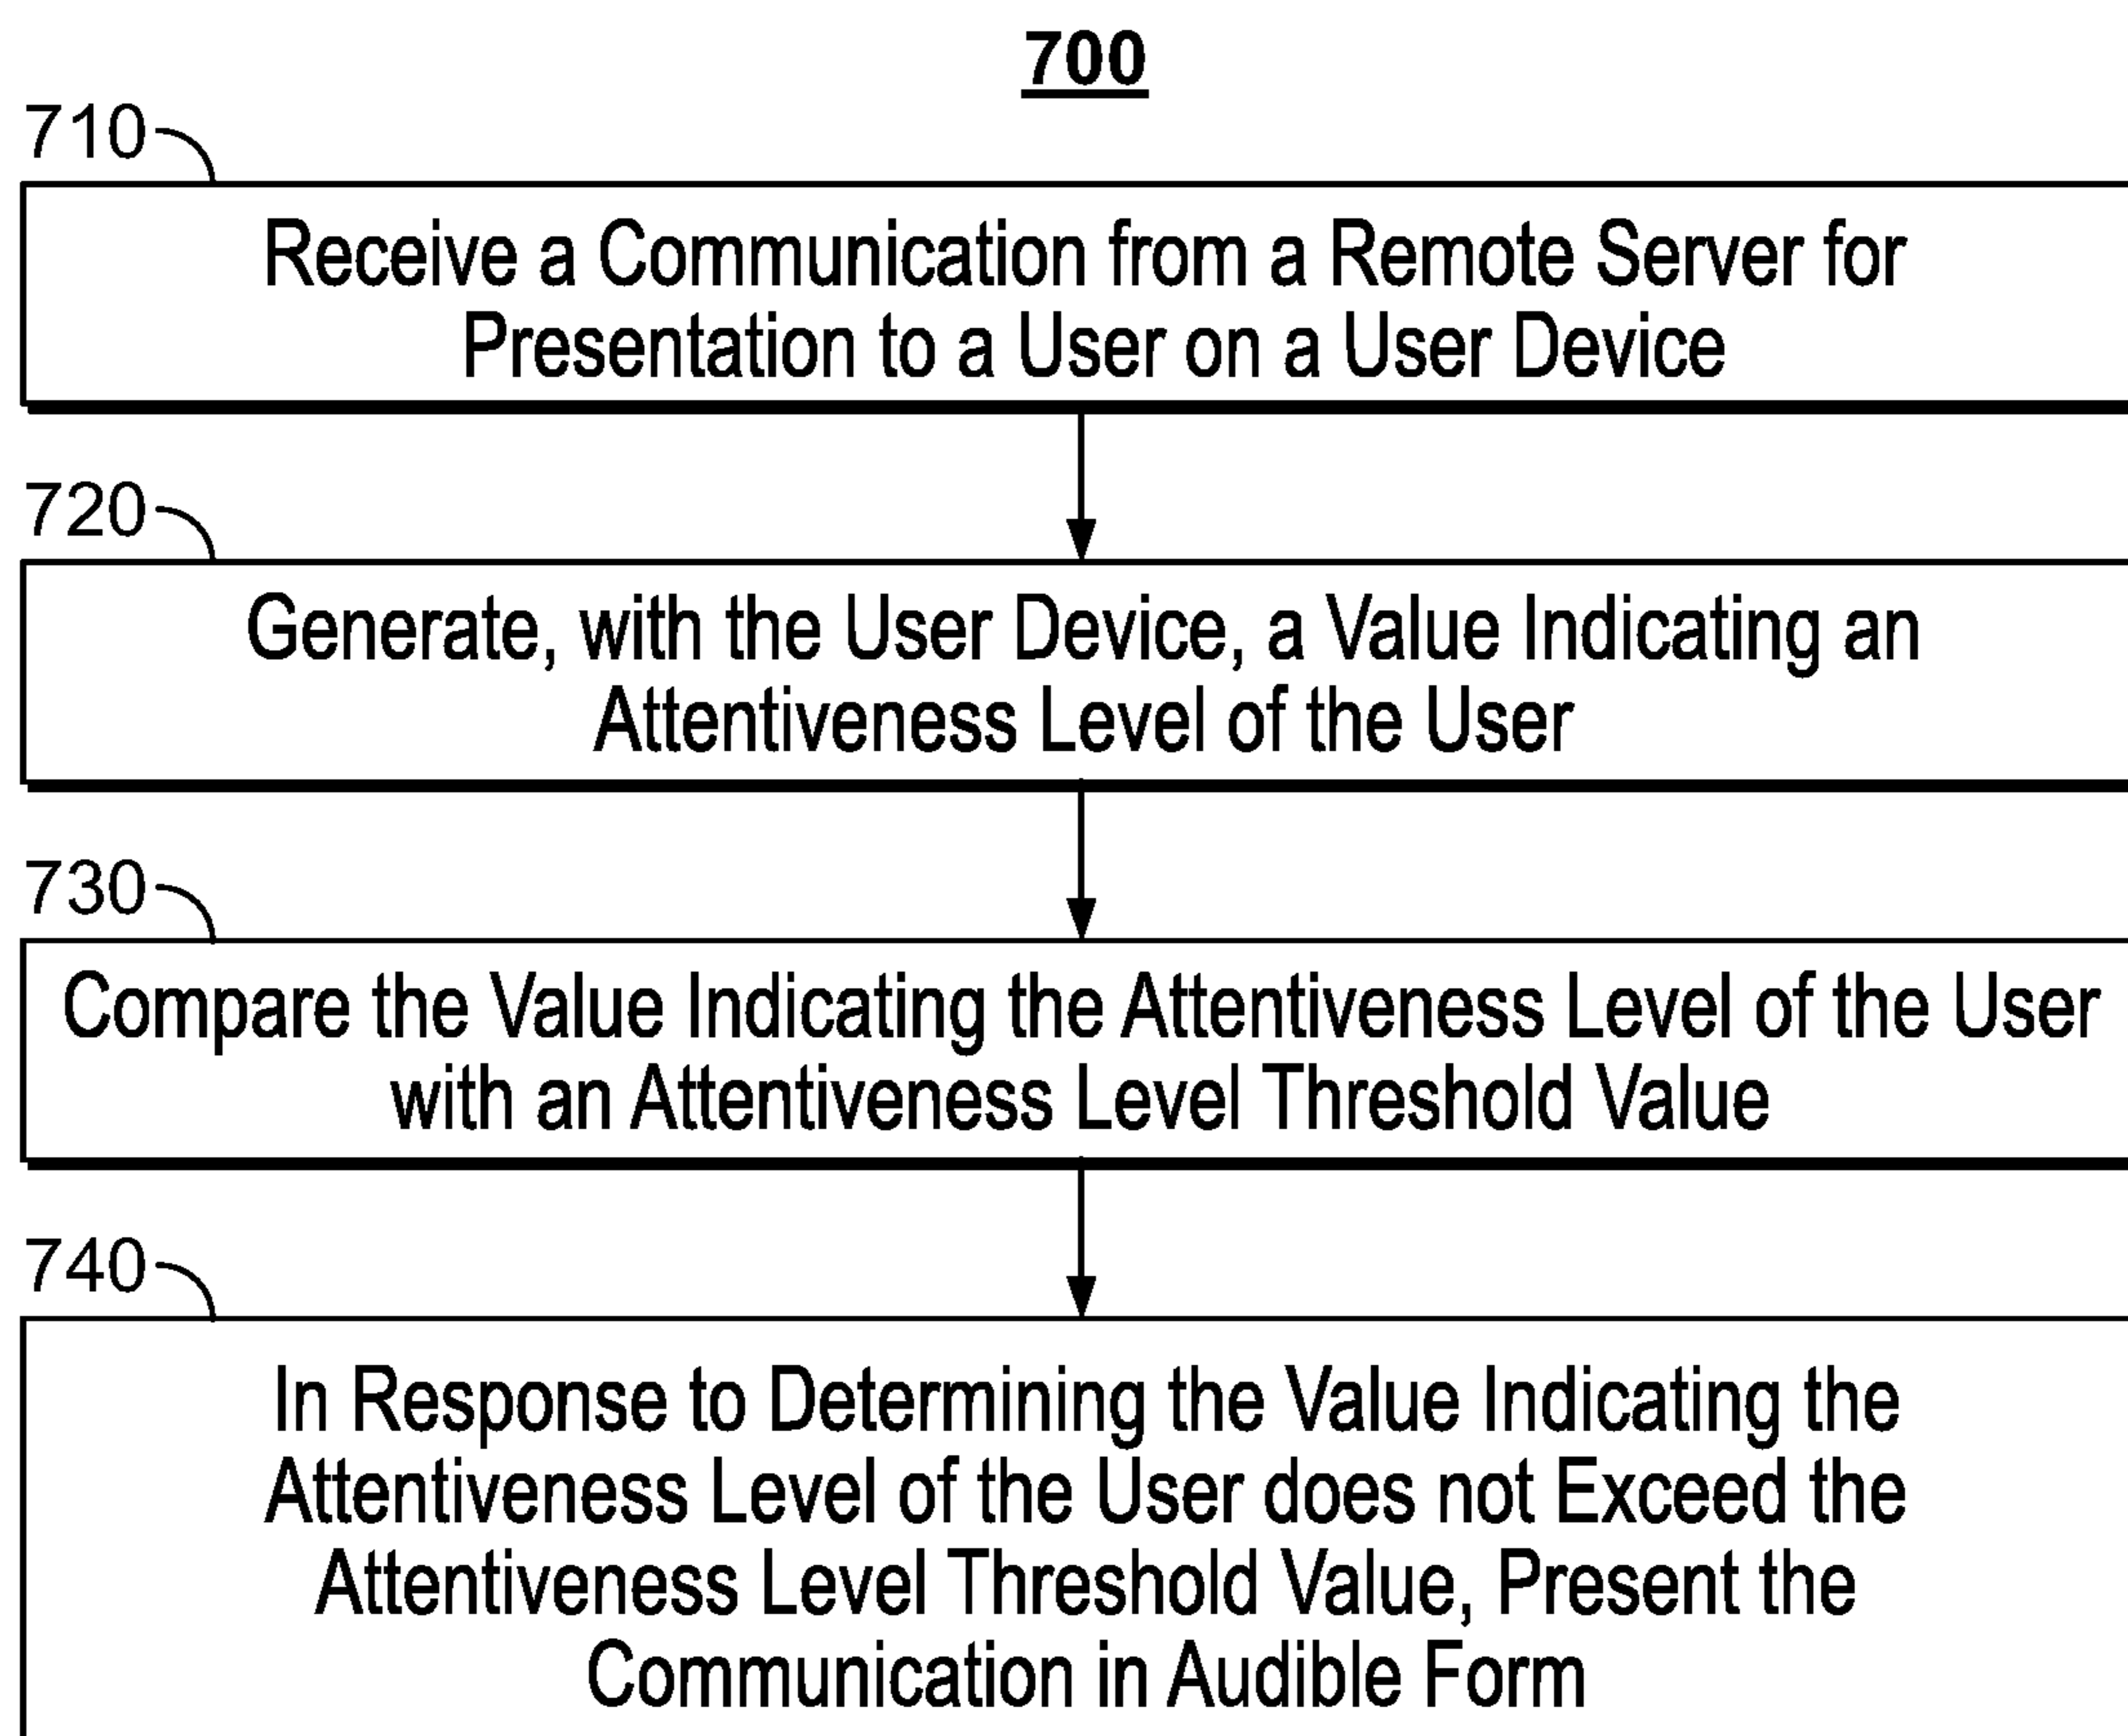 700
710
Receive a Communication from a Remote Server for
Presentation to a User on a User Device
720
Generate, with the User Device, a Value Indicating an
Attentiveness Level of the User
730
Compare the Value Indicating the Attentiveness Level of the User
with an Attentiveness Level Threshold Value
740
In Response to Determining the Value Indicating the
Attentiveness Level of the User does not Exceed the
Attentiveness Level Threshold Value, Present the
Communication in Audible Form